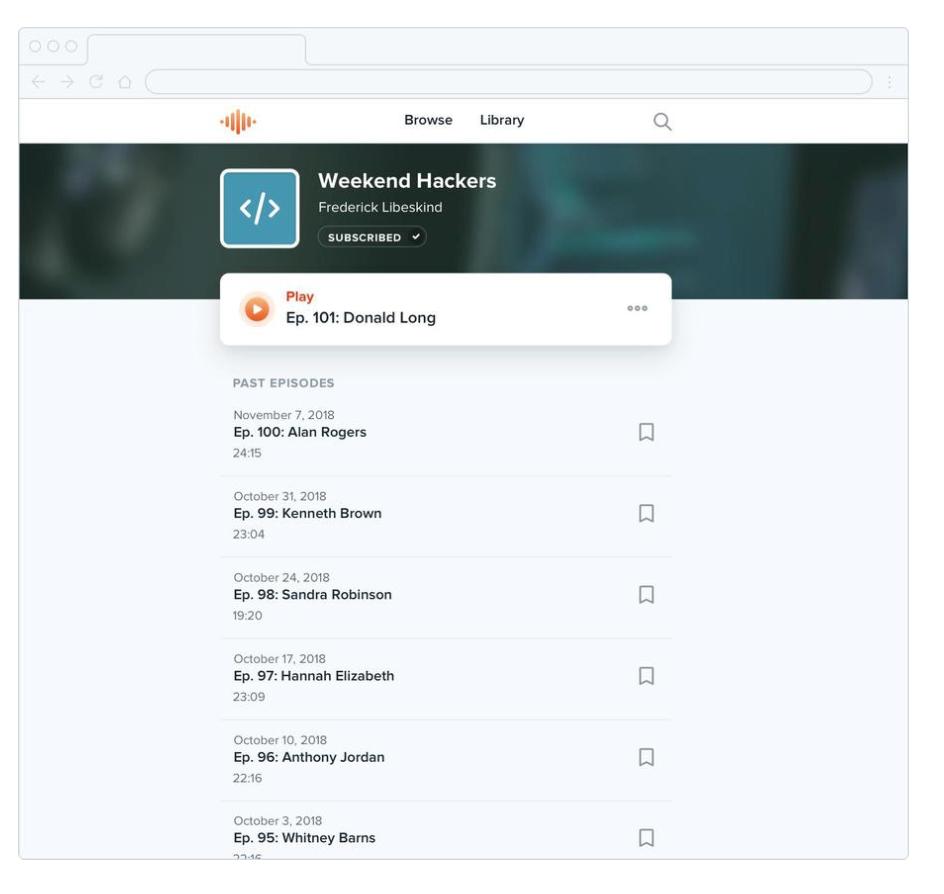 Browse Library
Weekend Hackers
Frederick Libeskind
SUBSCRIBED
Play
Ep. 101: Donald Long
PAST EPISODES
November 7, 2018
Ep. 100: Alan Rogers
24:15
October 31, 2018
Ep. 99: Kenneth Brown
23:04
October 24, 2018
Ep. 98: Sandra Robinson
19:20
October 17, 2018
Ep. 97: Hannah Elizabeth
23:09
October 10, 2018
Ep. 96: Anthony Jordan
22:16
October 3, 2018
Ep. 95: Whitney Barns